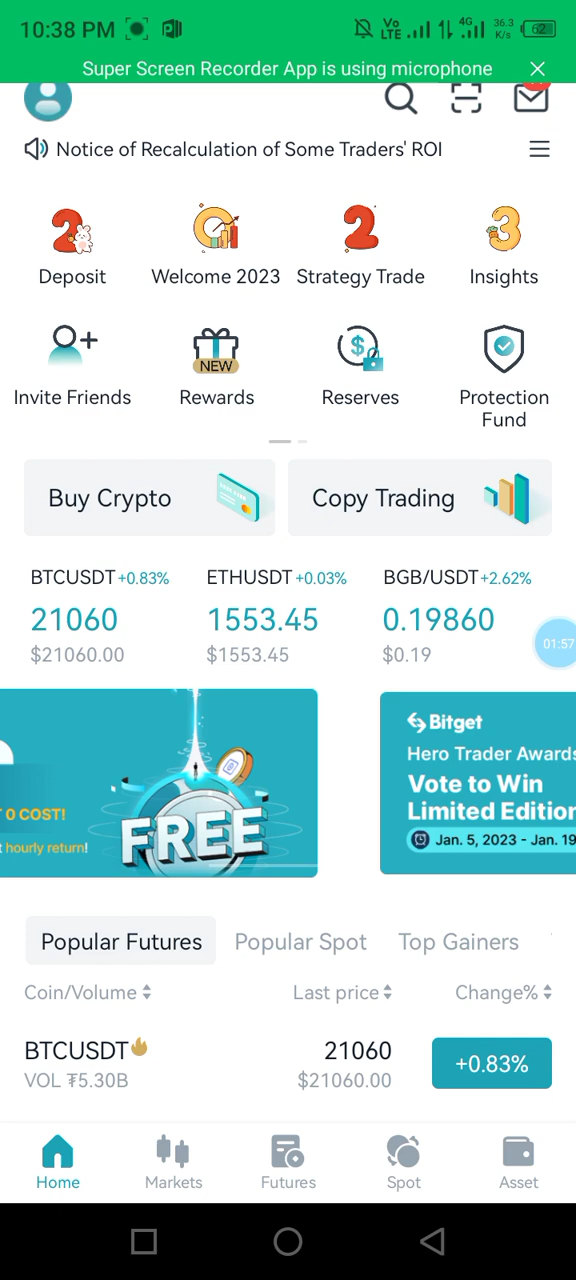 10:38 PM
Vo LTE 4G 36.3 K/s 62
Super Screen Recorder App is using microphone
Notice of Recalculation of Some Traders' ROI
Deposit Welcome 2023 Strategy Trade Insights
NEW
Invite Friends Rewards Reserves Protection Fund
Buy Crypto Copy Trading
BTCUSDT +0.83% ETHUSDT +0.03% BGB/USDT +2.62%
21060 1553.45 0.19860
$21060.00 $1553.45 $0.19
01:57
0 COST!
hourly return!
FREE
Bitget
Hero Trader Awards
Vote to Win
Limited Edition
Jan. 5, 2023 - Jan. 19
Popular Futures Popular Spot Top Gainers
Coin/Volume Last price Change%
BTCUSDT 21060 +0.83%
VOL ₮5.30B $21060.00
Home Markets Futures Spot Asset